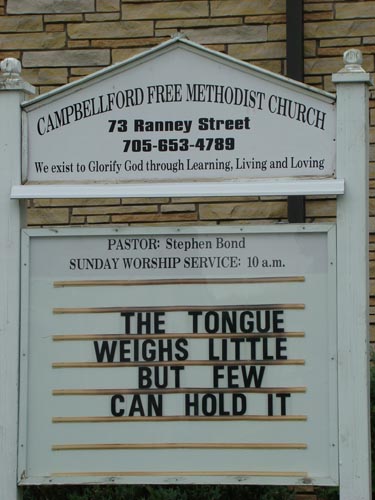 CAMPBELLFORD FREE METHODIST CHURCH
73 Ranney Street
705-653-4789
We exist to Glorify God through Learning, Living and Loving
PASTOR: Stephen Bond
SUNDAY WORSHIP SERVICE: 10 a.m.
THE TONGUE
WEIGHS LITTLE
BUT FEW
CAN HOLD IT